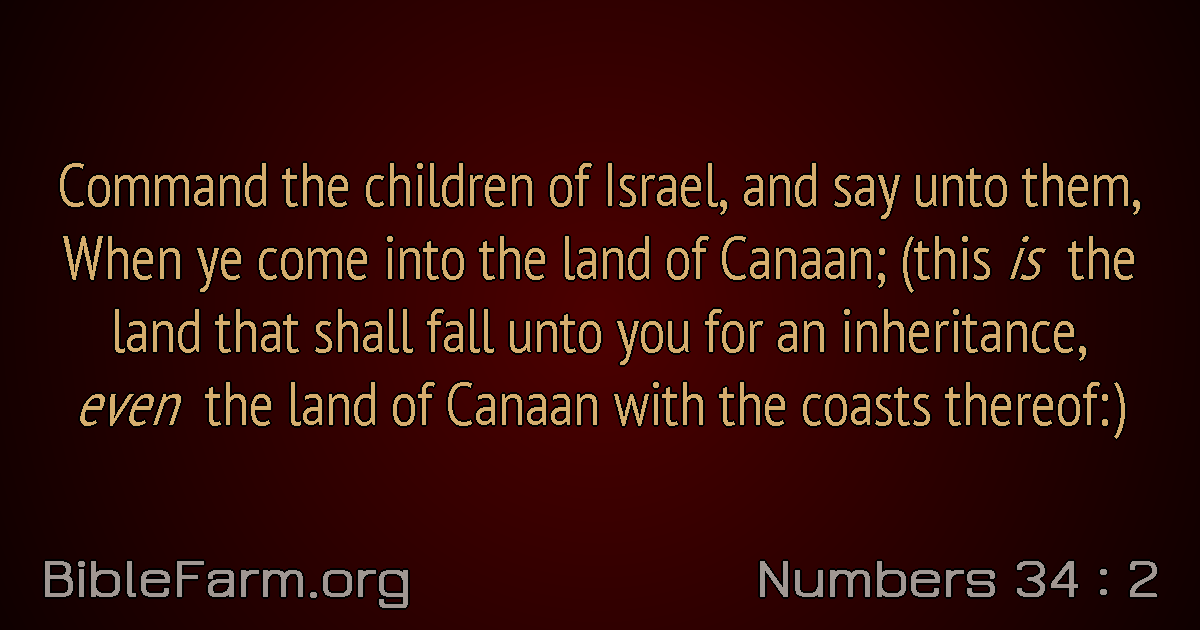 Command the children of Israel, and say unto them,
When ye come into the land of Canaan; (this is the
land that shall fall unto you for an inheritance,
even the land of Canaan with the coasts thereof:)
BibleFarm.org
Numbers 34 : 2